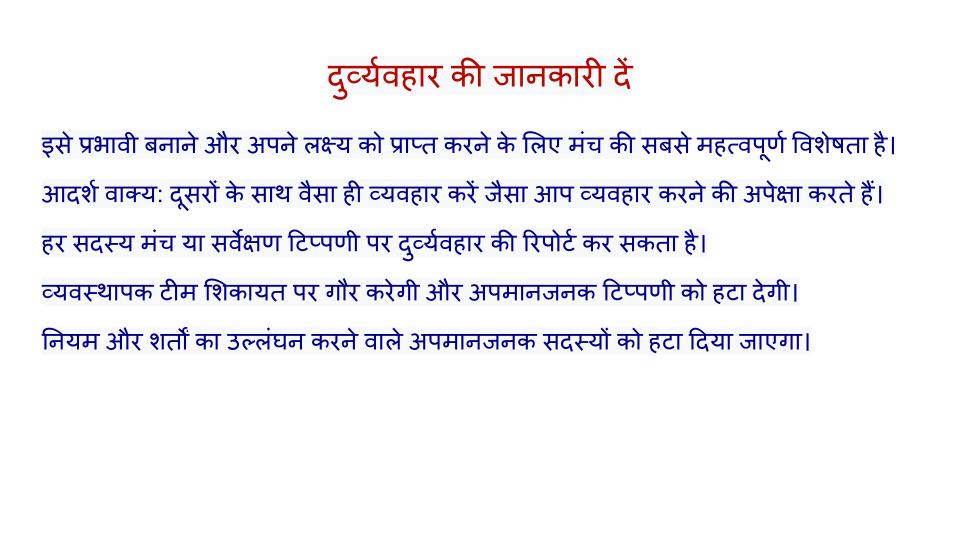 दुर्व्यवहार की जानकारी दें
इसे प्रभावी बनाने और अपने लक्ष्य को प्राप्त करने के लिए मंच की सबसे महत्वपूर्ण विशेषता है।
आदर्श वाक्य: दूसरों के साथ वैसा ही व्यवहार करें जैसा आप व्यवहार करने की अपेक्षा करते हैं।
हर सदस्य मंच या सर्वेक्षण टिप्पणी पर दुर्व्यवहार की रिपोर्ट कर सकता है।
व्यवस्थापक टीम शिकायत पर गौर करेगी और अपमानजनक टिप्पणी को हटा देगी।
नियम और शर्तों का उल्लंघन करने वाले अपमानजनक सदस्यों को हटा दिया जाएगा।